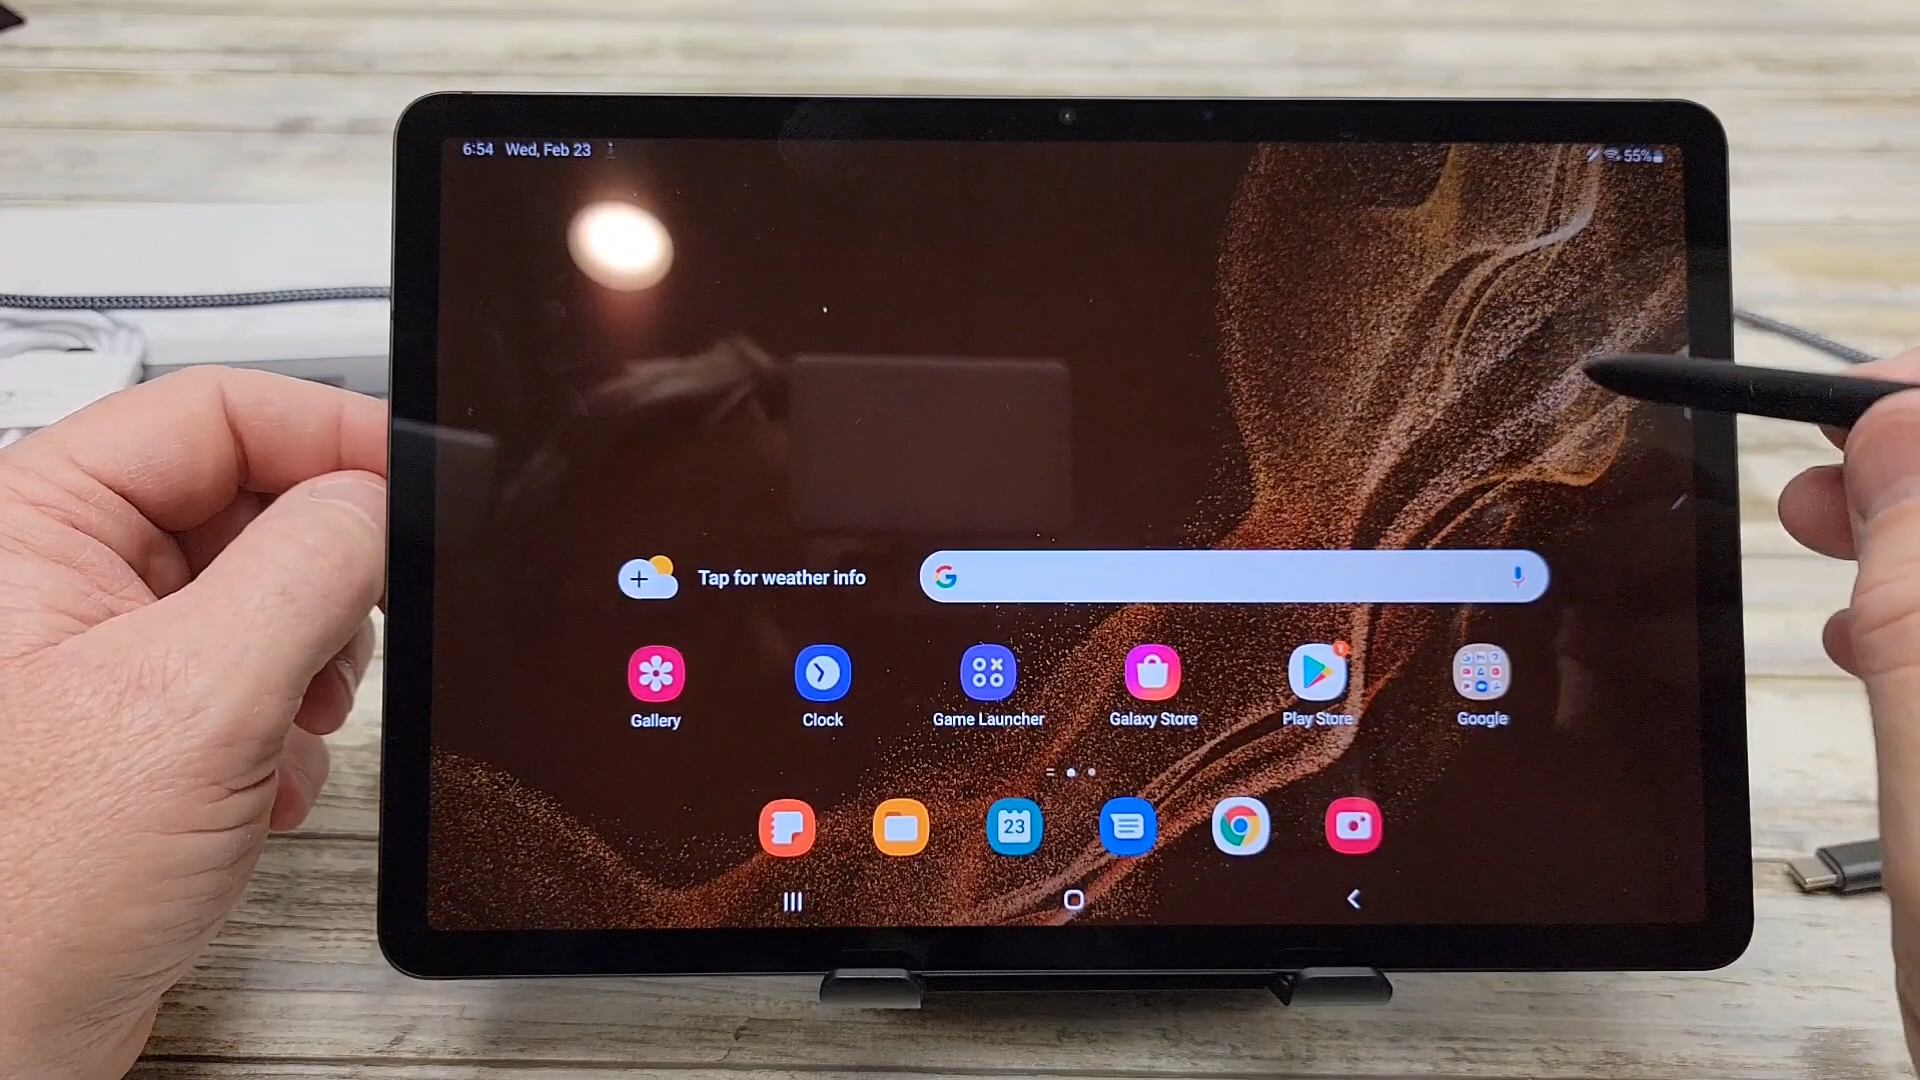 6:54 Wed, Feb 23
55%
Tap for weather info
G
Gallery
Clock
Game Launcher
Galaxy Store
1
Play Store
Google
23